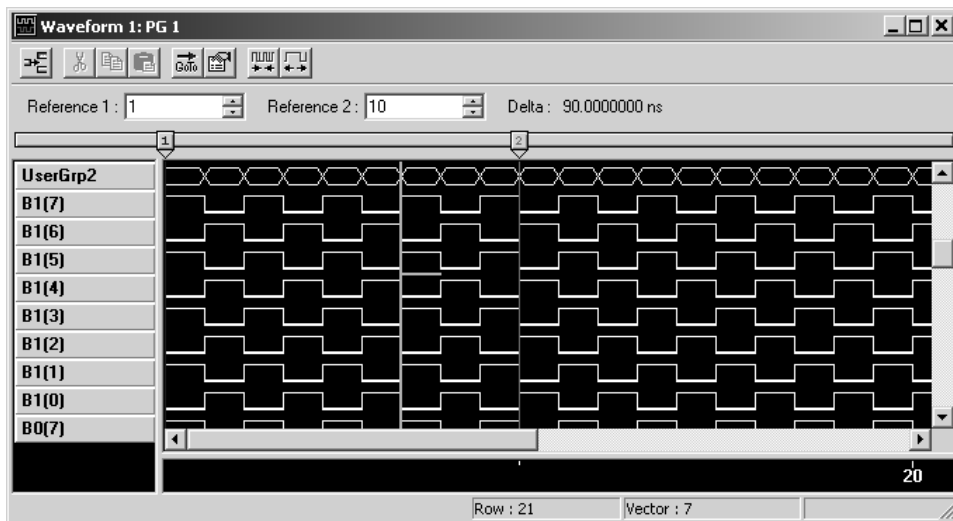 Waveform 1: PG 1
GoTo
Reference 1 : 1 Reference 2 : 10 Delta : 90.0000000 ns
1 2
UserGrp2
B1(7)
B1(6)
B1(5)
B1(4)
B1(3)
B1(2)
B1(1)
B1(0)
B0(7)
20
Row : 21 Vector : 7